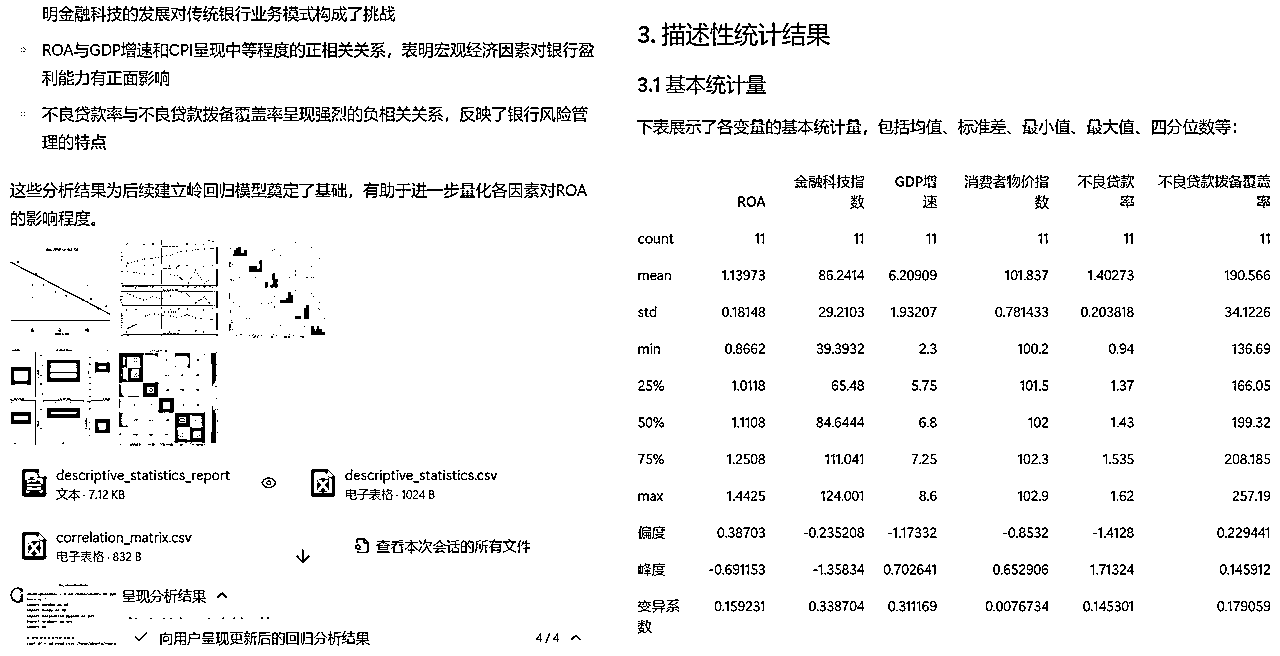 明金融科技的发展对传统银行业务模式构成了挑战
ROA与GDP增速和CPI呈现中等程度的正相关关系，表明宏观经济因素对银行盈
利能力有正面影响
不良贷款率与不良贷款拨备覆盖率呈现强烈的负相关关系，反映了银行风险管
理的特点
这些分析结果为后续建立岭回归模型奠定了基础，有助于进一步量化各因素对ROA
的影响程度。
descriptive_statistics_report
文本 · 7.12 KB
descriptive_statistics.csv
电子表格 · 1024 B
correlation_matrix.csv
电子表格 · 832 B
查看本次会话的所有文件
呈现分析结果
向用户呈现更新后的回归分析结果
4 / 4
3. 描述性统计结果
3.1 基本统计量
下表展示了各变量的基本统计量，包括均值、标准差、最小值、最大值、四分位数等：
ROA 金融科技指数 GDP增速 消费者物价指数 不良贷款率 不良贷款拨备覆盖率
count 11 11 11 11 11 11
mean 1.13973 86.2414 6.20909 101.837 1.40273 190.566
std 0.18148 29.2103 1.93207 0.781433 0.203818 34.1226
min 0.8662 39.3932 2.3 100.2 0.94 136.69
25% 1.0118 65.48 5.75 101.5 1.37 166.05
50% 1.1108 84.6444 6.8 102 1.43 199.32
75% 1.2508 111.041 7.25 102.3 1.535 208.185
max 1.4425 124.001 8.6 102.9 1.62 257.19
偏度 0.38703 -0.235208 -1.17332 -0.8532 -1.4128 0.229441
峰度 -0.691153 -1.35834 0.702641 0.652906 1.71324 0.145912
变异系数 0.159231 0.338704 0.311169 0.0076734 0.145301 0.179059